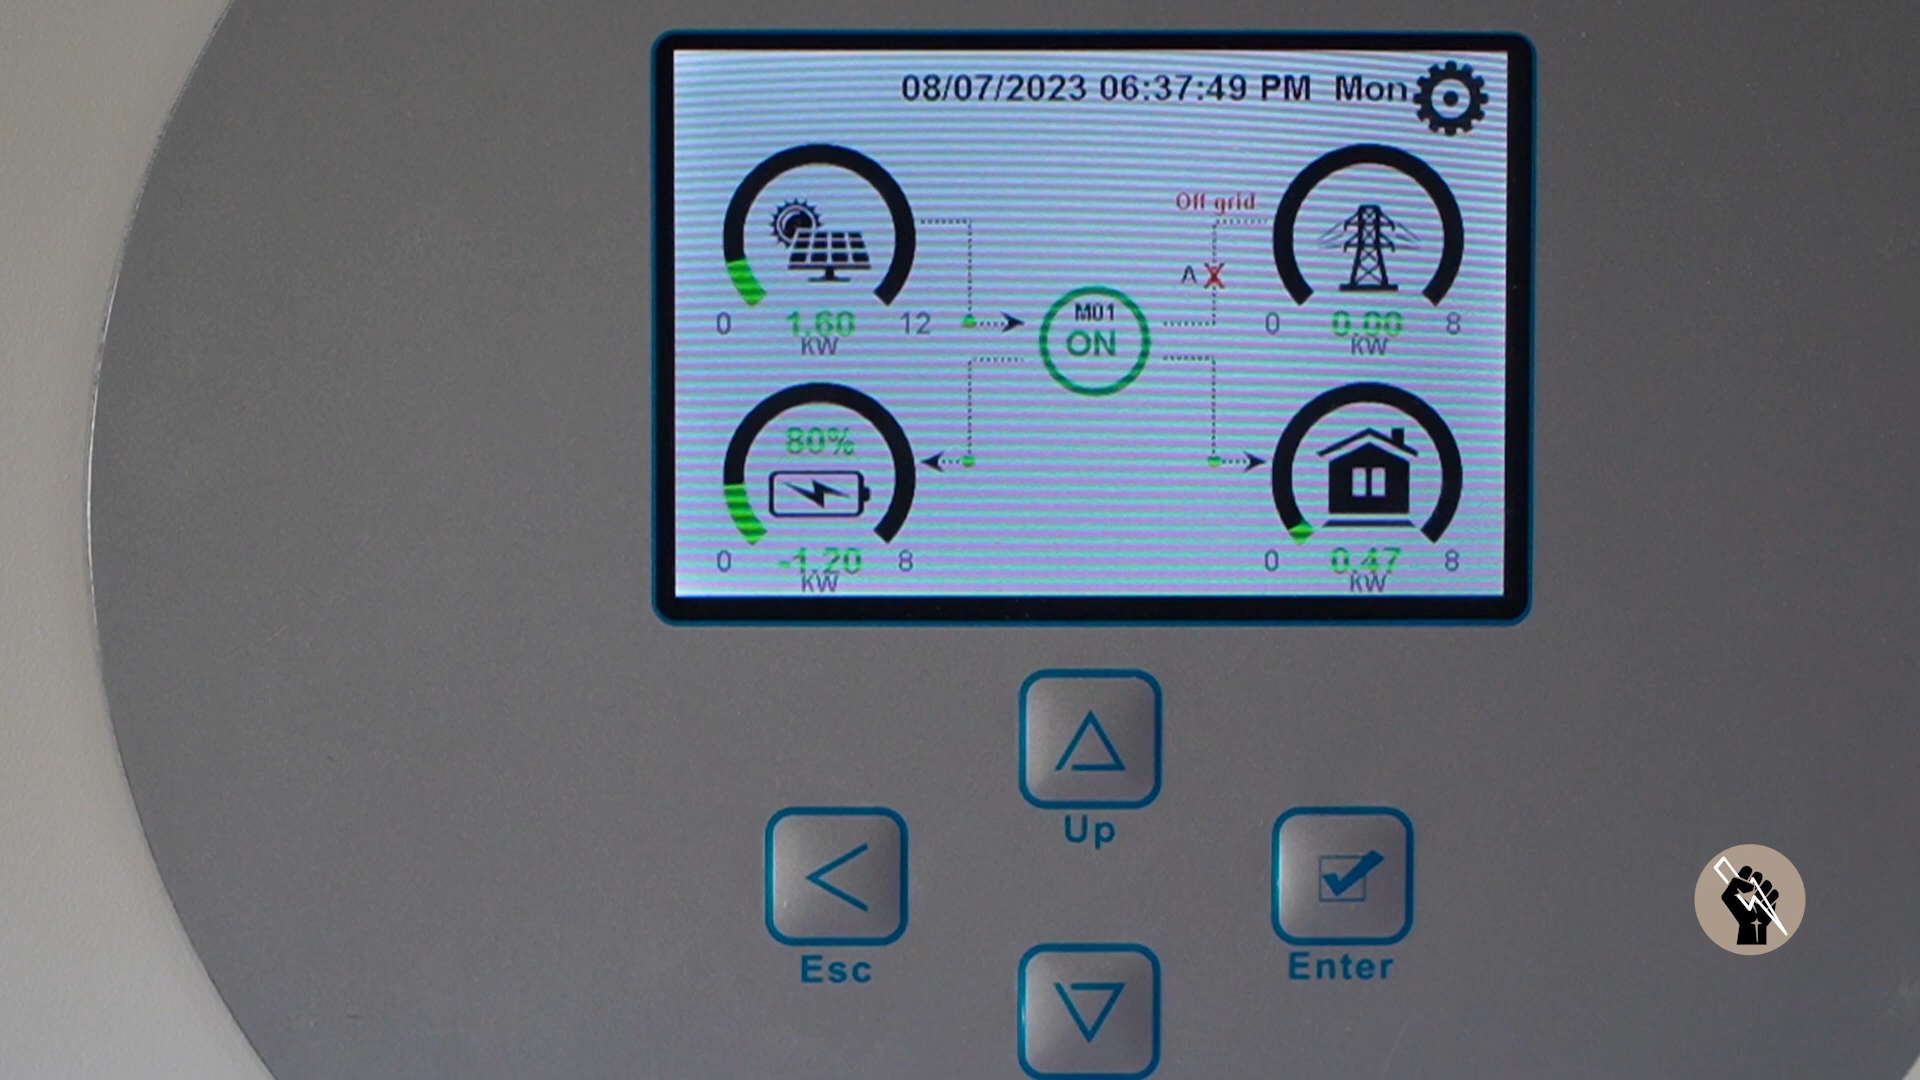 08/07/2023 06:37:49 PM Mon
Off grid
A X
M01
ON
0 1.60 12
KW
0 0.00 8
KW
80%
0 -1.20 8
KW
0 0.47 8
KW
Up
Esc
Enter